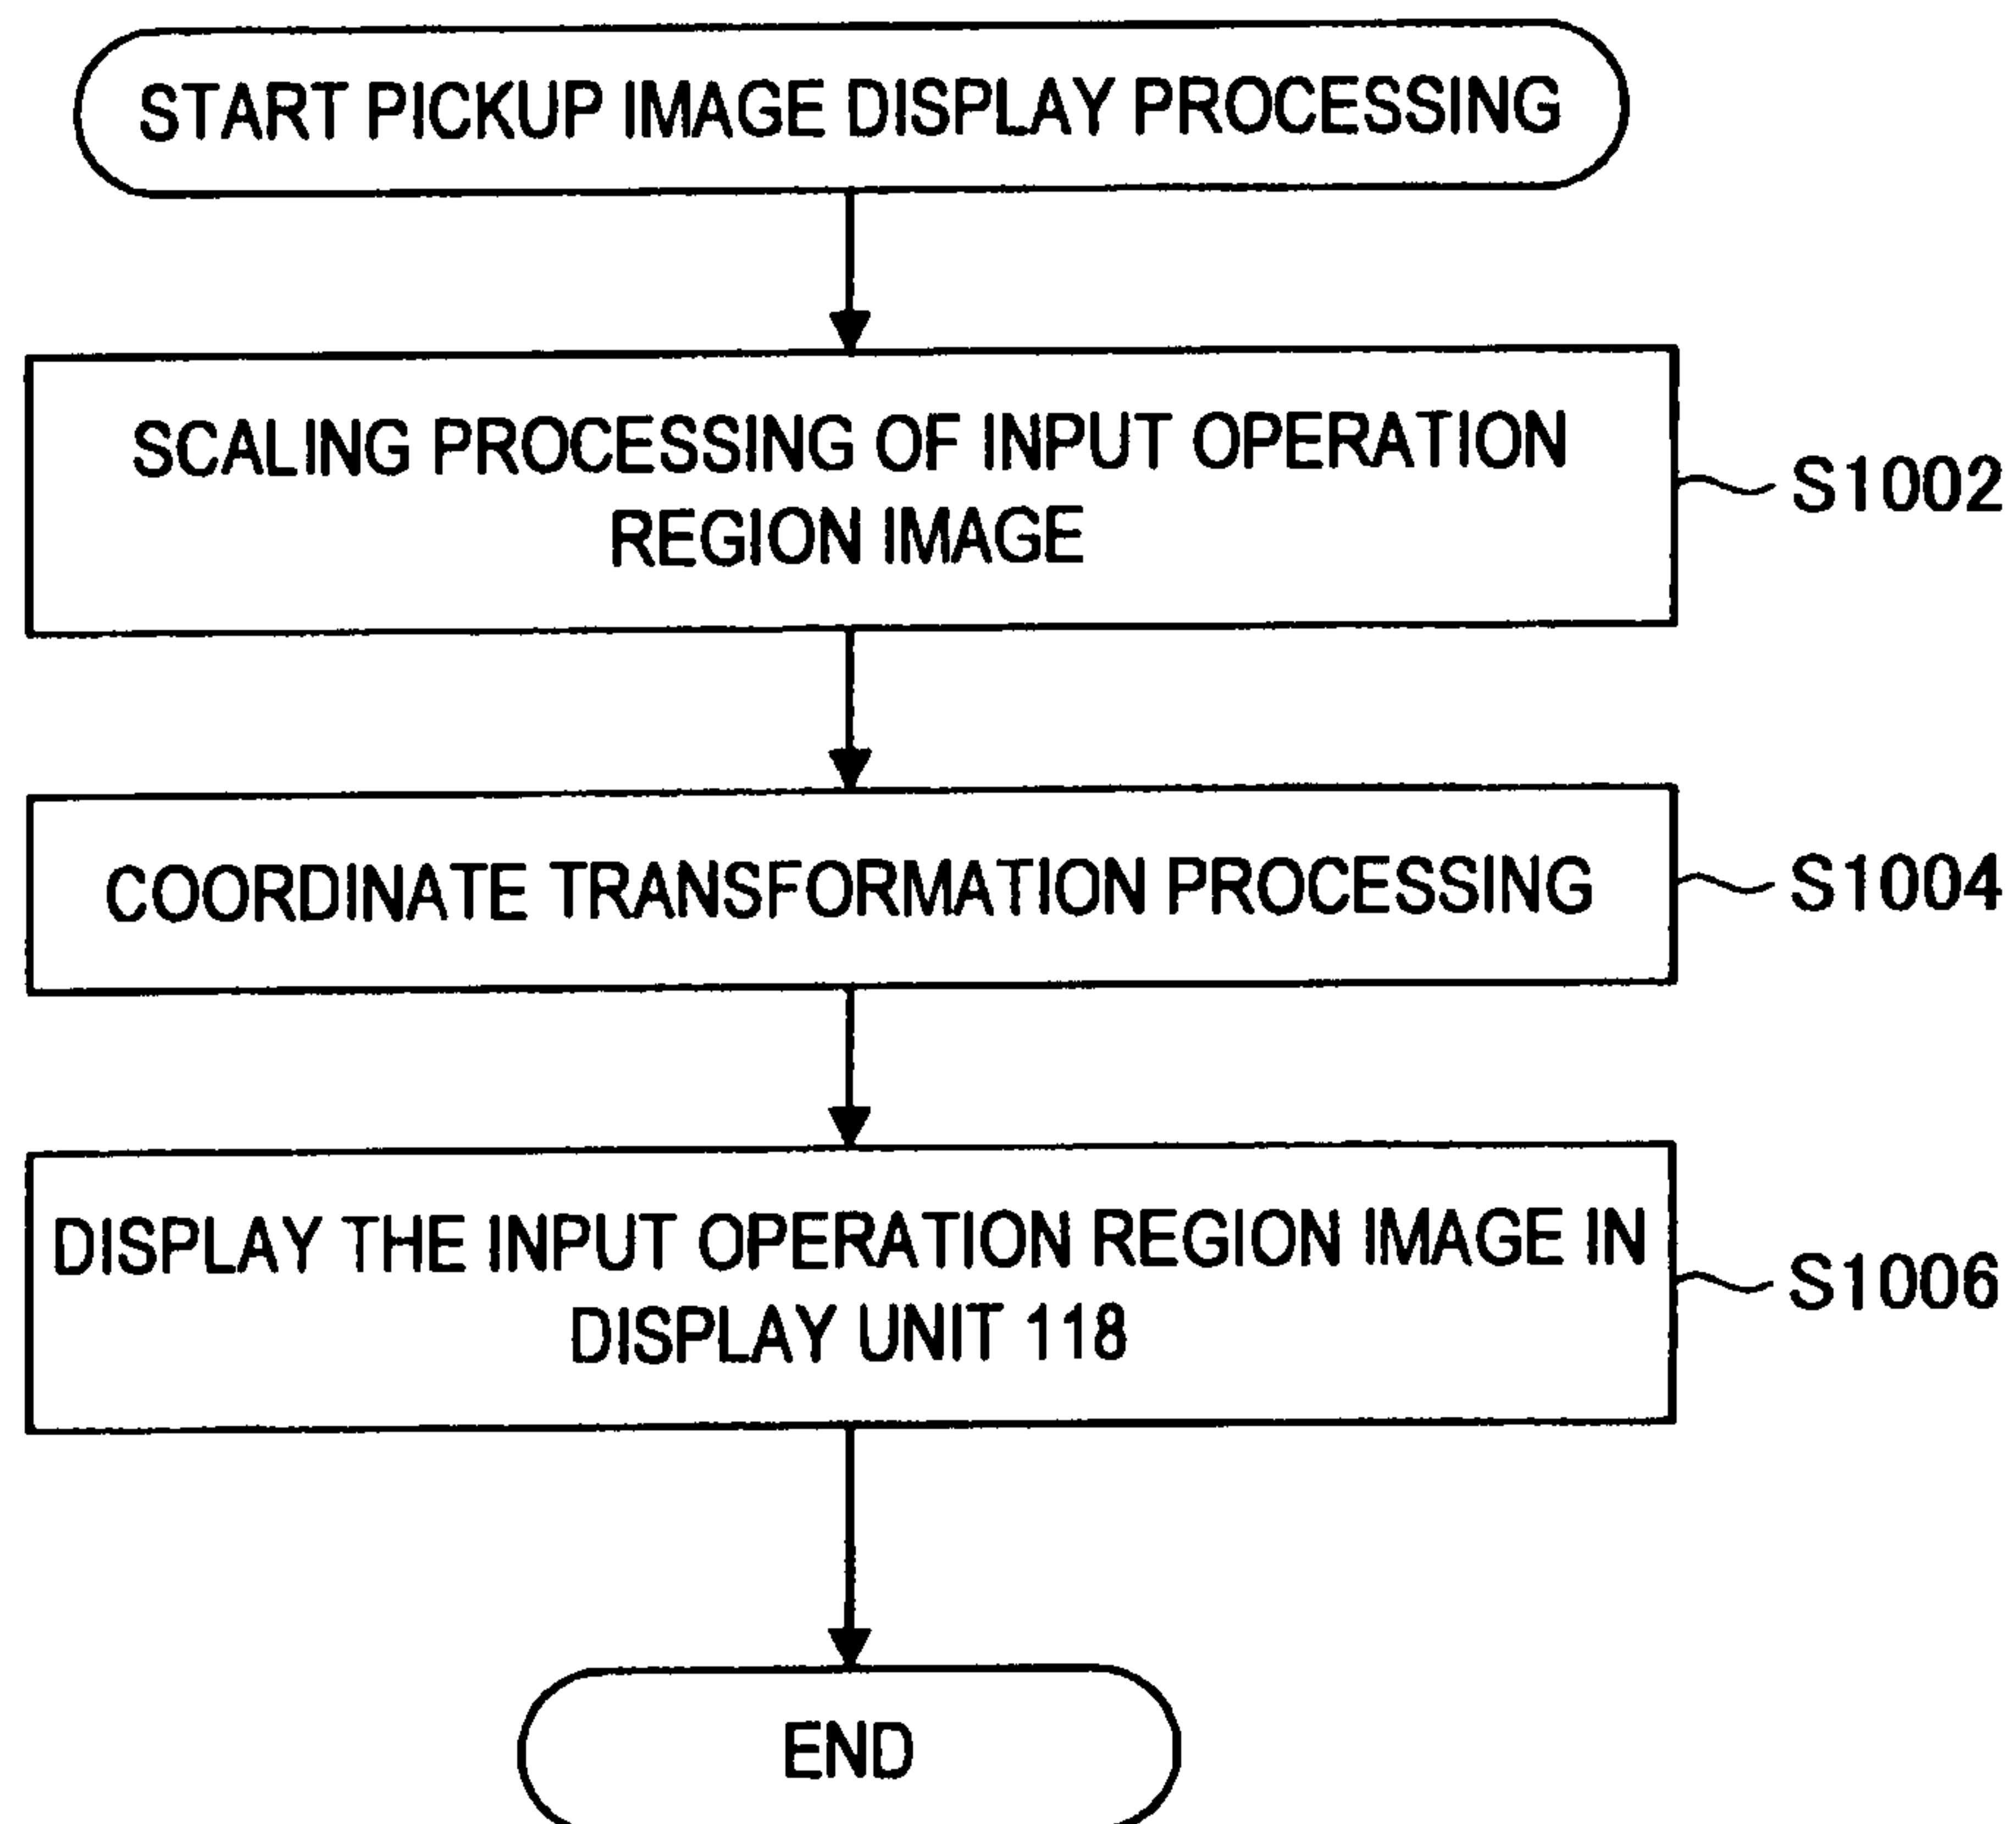 START PICKUP IMAGE DISPLAY PROCESSING
SCALING PROCESSING OF INPUT OPERATION
REGION IMAGE
S1002
COORDINATE TRANSFORMATION PROCESSING
S1004
DISPLAY THE INPUT OPERATION REGION IMAGE IN
DISPLAY UNIT 118
S1006
END